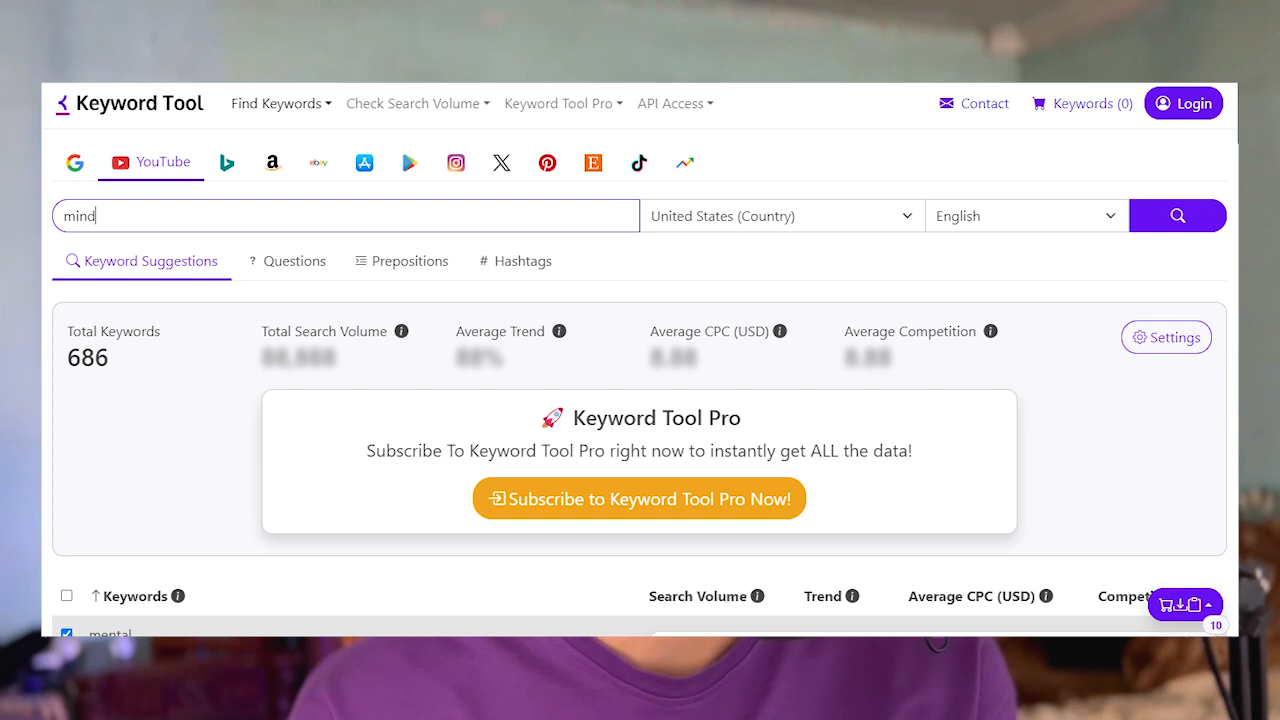 Keyword Tool Find Keywords Check Search Volume Keyword Tool Pro API Access Contact Keywords (0) Login
YouTube
mind United States (Country) English
Keyword Suggestions ? Questions Prepositions # Hashtags
Total Keywords Total Search Volume Average Trend Average CPC (USD) Average Competition
Settings
686
Keyword Tool Pro
Subscribe To Keyword Tool Pro right now to instantly get ALL the data!
Subscribe to Keyword Tool Pro Now!
↑Keywords Search Volume Trend Average CPC (USD)
10
mental